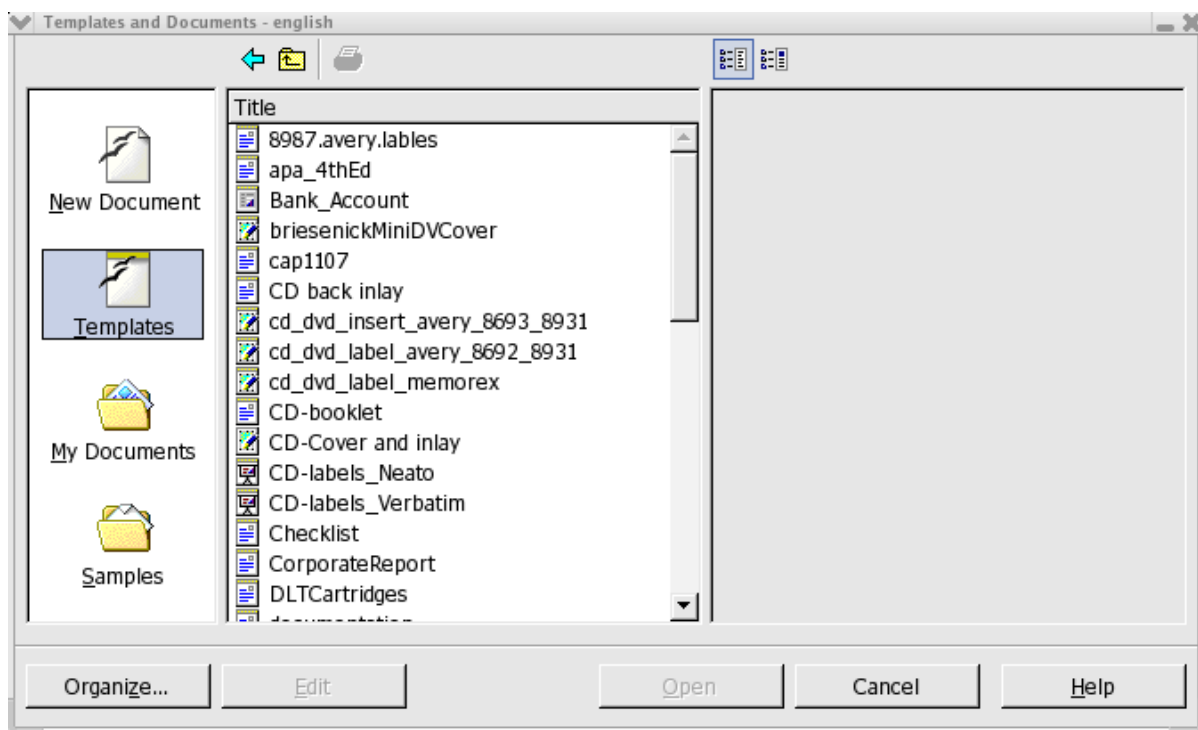 Templates and Documents - english
New Document
Templates
My Documents
Samples
Title
8987.avery.lables
apa_4thEd
Bank_Account
briesenickMiniDVCover
cap1107
CD back inlay
cd_dvd_insert_avery_8693_8931
cd_dvd_label_avery_8692_8931
cd_dvd_label_memorex
CD-booklet
CD-Cover and inlay
CD-labels_Neato
CD-labels_Verbatim
Checklist
CorporateReport
DLTCartridges
documentation
Organize...
Edit
Open
Cancel
Help